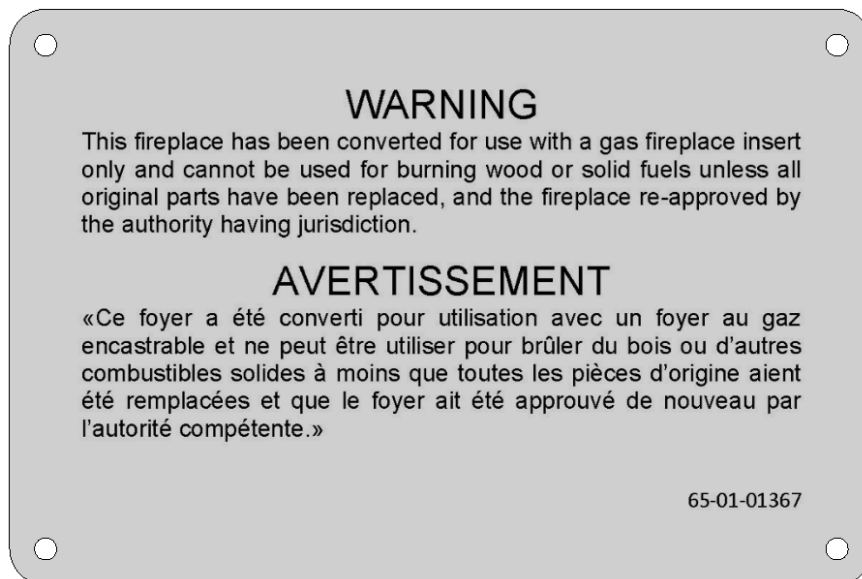 WARNING
This fireplace has been converted for use with a gas fireplace insert
only and cannot be used for burning wood or solid fuels unless all
original parts have been replaced, and the fireplace re-approved by
the authority having jurisdiction.
AVERTISSEMENT
«Ce foyer a été converti pour utilisation avec un foyer au gaz
encastrable et ne peut être utiliser pour brûler du bois ou d'autres
combustibles solides à moins que toutes les pièces d'origine aient
été remplacées et que le foyer ait été approuvé de nouveau par
l'autorité compétente.»
65-01-01367